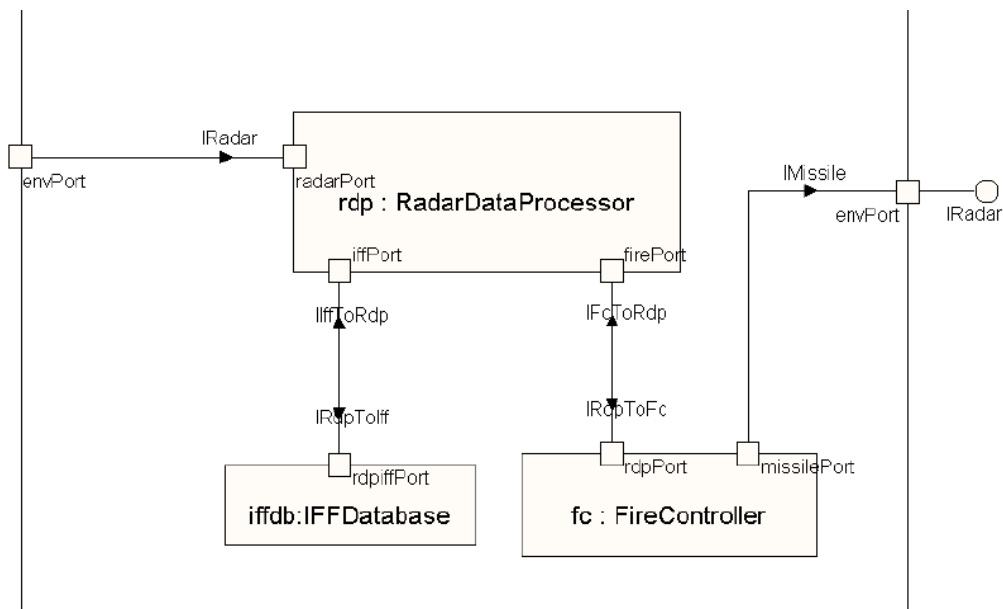 IRadar
envPort
radarPort
rdp : RadarDataProcessor
iffPort
firePort
IMissile
envPort
IRadar
IIffToRdp
IFcToRdp
IRdpToIff
IRdpToFc
rdpiffPort
rdpPort
missilePort
iffdb:IFFDatabase
fc : FireController